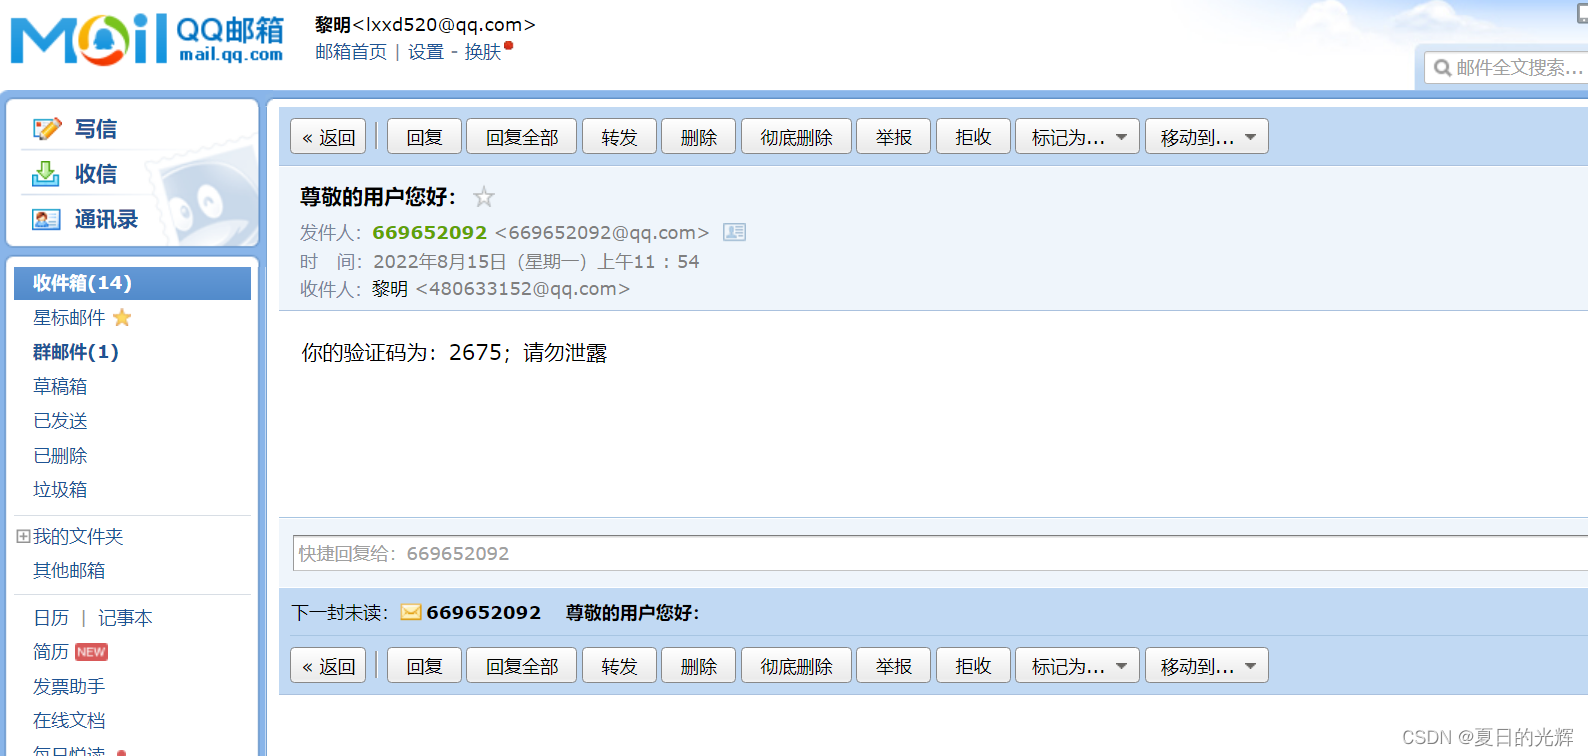 Mail QQ邮箱
mail.qq.com
黎明<lxxd520@qq.com>
邮箱首页 | 设置 - 换肤
邮件全文搜索...
写信
收信
通讯录
收件箱(14)
星标邮件
群邮件(1)
草稿箱
已发送
已删除
垃圾箱
我的文件夹
其他邮箱
日历 | 记事本
简历 NEW
发票助手
在线文档
每日悦读
« 返回 回复 回复全部 转发 删除 彻底删除 举报 拒收 标记为... 移动到...
尊敬的用户您好：
发件人：669652092 <669652092@qq.com>
时 间：2022年8月15日（星期一）上午11：54
收件人：黎明 <480633152@qq.com>
你的验证码为：2675；请勿泄露
快捷回复给：669652092
下一封未读： 669652092 尊敬的用户您好：
« 返回 回复 回复全部 转发 删除 彻底删除 举报 拒收 标记为... 移动到...
CSDN @夏日的光辉